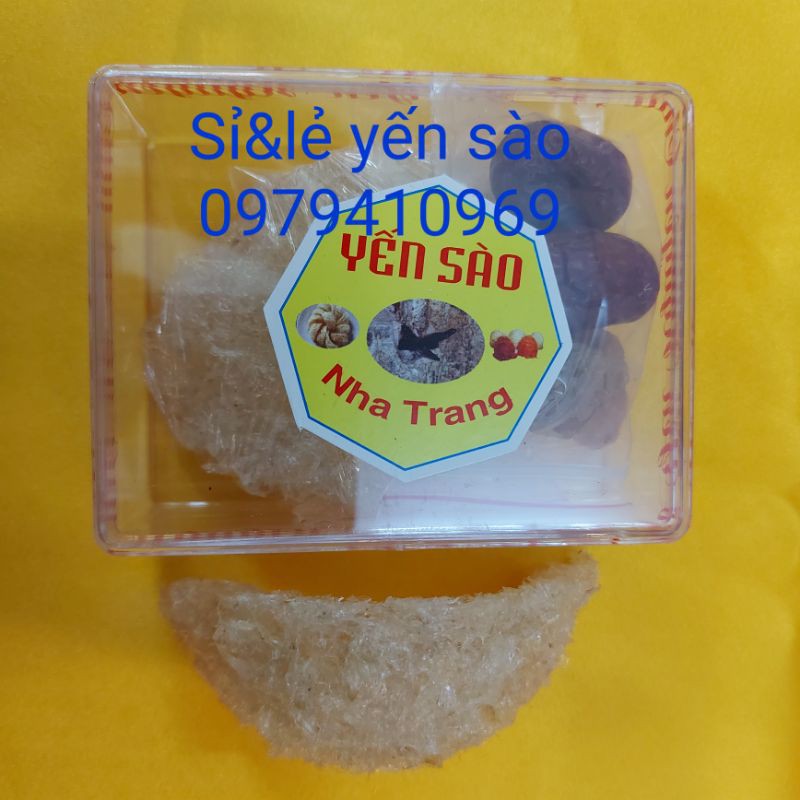 Sỉ&lẻ yến sào
0979410969
YẾN SÀO
Nha Trang